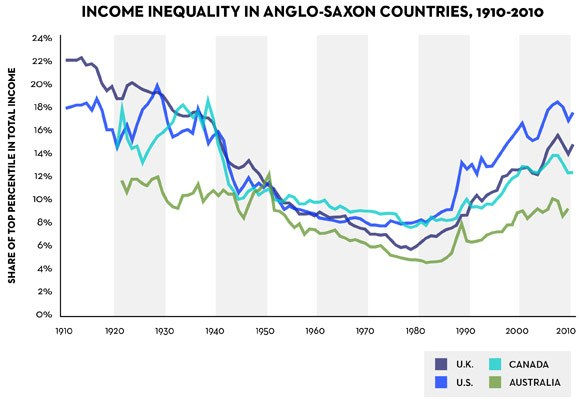 INCOME INEQUALITY IN ANGLO-SAXON COUNTRIES, 1910-2010
SHARE OF TOP PERCENTILE IN TOTAL INCOME
24%
22%
20%
18%
16%
14%
12%
10%
8%
6%
4%
2%
0%
1910 1920 1930 1940 1950 1960 1970 1980 1990 2000 2010
U.K. CANADA
U.S. AUSTRALIA